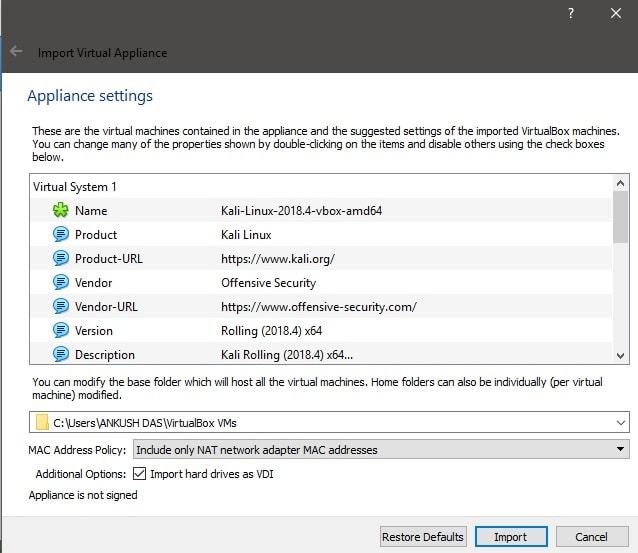 ?
Import Virtual Appliance
Appliance settings
These are the virtual machines contained in the appliance and the suggested settings of the imported VirtualBox machines.
You can change many of the properties shown by double-clicking on the items and disable others using the check boxes
below.
Virtual System 1
Name Kali-Linux-2018.4-vbox-amd64
Product Kali Linux
Product-URL https://www.kali.org/
Vendor Offensive Security
Vendor-URL https://www.offensive-security.com/
Version Rolling (2018.4) x64
Description Kali Rolling (2018.4) x64...
You can modify the base folder which will host all the virtual machines. Home folders can also be individually (per virtual
machine) modified.
C:\Users\ANKUSH DAS\VirtualBox VMs
MAC Address Policy: Include only NAT network adapter MAC addresses
Additional Options: Import hard drives as VDI
Appliance is not signed
Restore Defaults Import Cancel